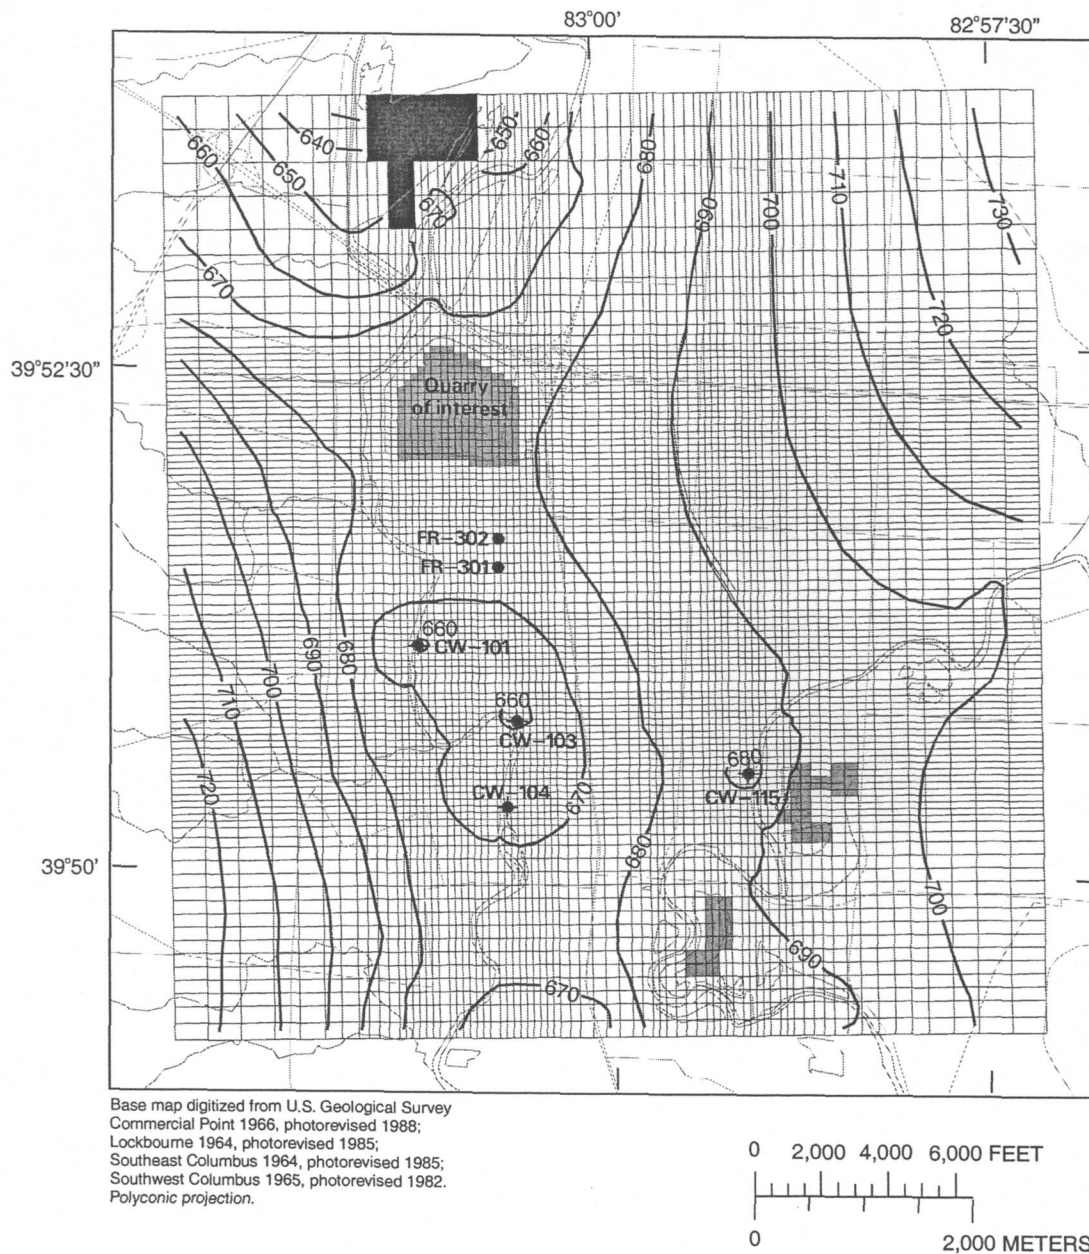 83°00'
82°57'30"
640
650
660
680
650
660
670
690
700
710
730
670
720
39°52'30"
Quarry
of interest
FR-302
FR-301
660
CW-101
690
680
700
710
660
CW-103
680
CW-115
CW-104
670
720
680
39°50'
700
690
670
Base map digitized from U.S. Geological Survey
Commercial Point 1966, photorevised 1988;
Lockbourne 1964, photorevised 1985;
Southeast Columbus 1964, photorevised 1985;
Southwest Columbus 1965, photorevised 1982.
Polyconic projection.
0 2,000 4,000 6,000 FEET
0 2,000 METERS